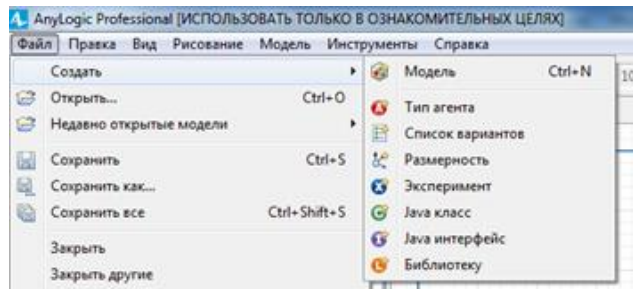 AnyLogic Professional [ИСПОЛЬЗОВАТЬ ТОЛЬКО В ОЗНАКОМИТЕЛЬНЫХ ЦЕЛЯХ]
Файл Правка Вид Рисование Модель Инструменты Справка
Создать
Открыть... Ctrl+O
Недавно открытые модели
Сохранить Ctrl+S
Сохранить как...
Сохранить все Ctrl+Shift+S
Закрыть
Закрыть другие
Модель Ctrl+N
Тип агента
Список вариантов
Размерность
Эксперимент
Java класс
Java интерфейс
Библиотеку